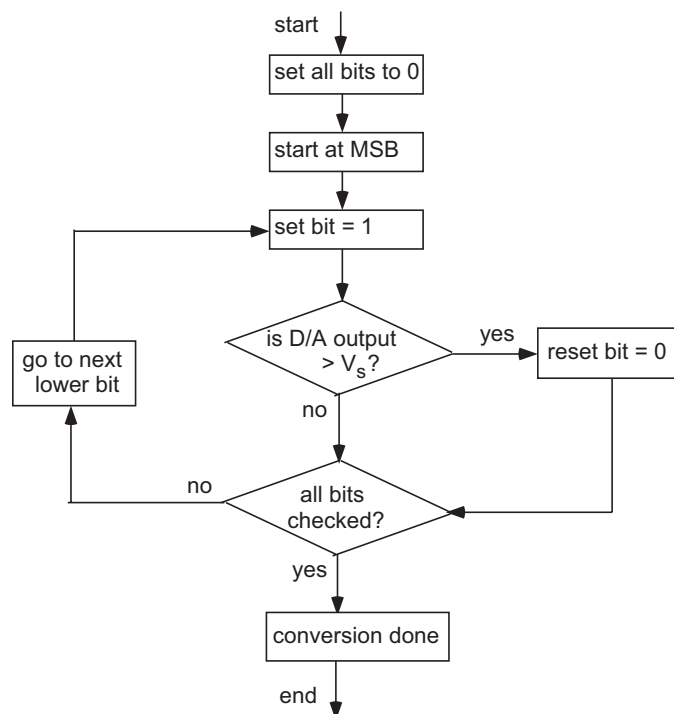 start
set all bits to 0
start at MSB
set bit = 1
is D/A output
> Vs?
yes
reset bit = 0
go to next
lower bit
no
no
all bits
checked?
yes
conversion done
end